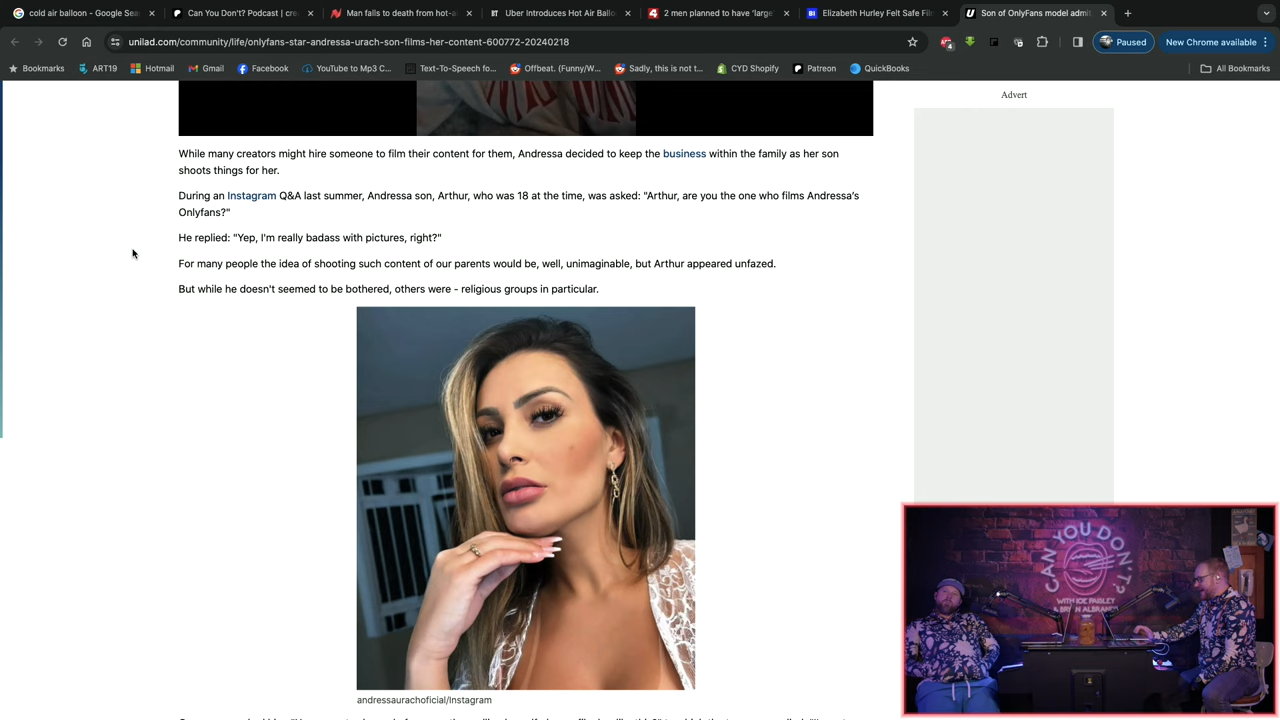 cold air balloon - Google Sea
Can You Don't? Podcast | cre
Man falls to death from hot-a
Uber Introduces Hot Air Ballo
2 men planned to have 'large
Elizabeth Hurley Felt Safe Fil
Son of OnlyFans model admit
unilad.com/community/life/onlyfans-star-andressa-urach-son-films-her-content-600772-20240218
Paused
New Chrome available
Bookmarks
ART19
Hotmail
Gmail
Facebook
YouTube to Mp3 C...
Text-To-Speech fo...
Offbeat. (Funny/W...
Sadly, this is not t...
CYD Shopify
Patreon
QuickBooks
All Bookmarks
Advert
While many creators might hire someone to film their content for them, Andressa decided to keep the business within the family as her son
shoots things for her.
During an Instagram Q&A last summer, Andressa son, Arthur, who was 18 at the time, was asked: "Arthur, are you the one who films Andressa's
Onlyfans?"
He replied: "Yep, I'm really badass with pictures, right?"
For many people the idea of shooting such content of our parents would be, well, unimaginable, but Arthur appeared unfazed.
But while he doesn't seemed to be bothered, others were - religious groups in particular.
andressaurachoficial/Instagram
CAN YOU DON'T?
WITH JOE PAISLEY
& BRYAN ALBRAN